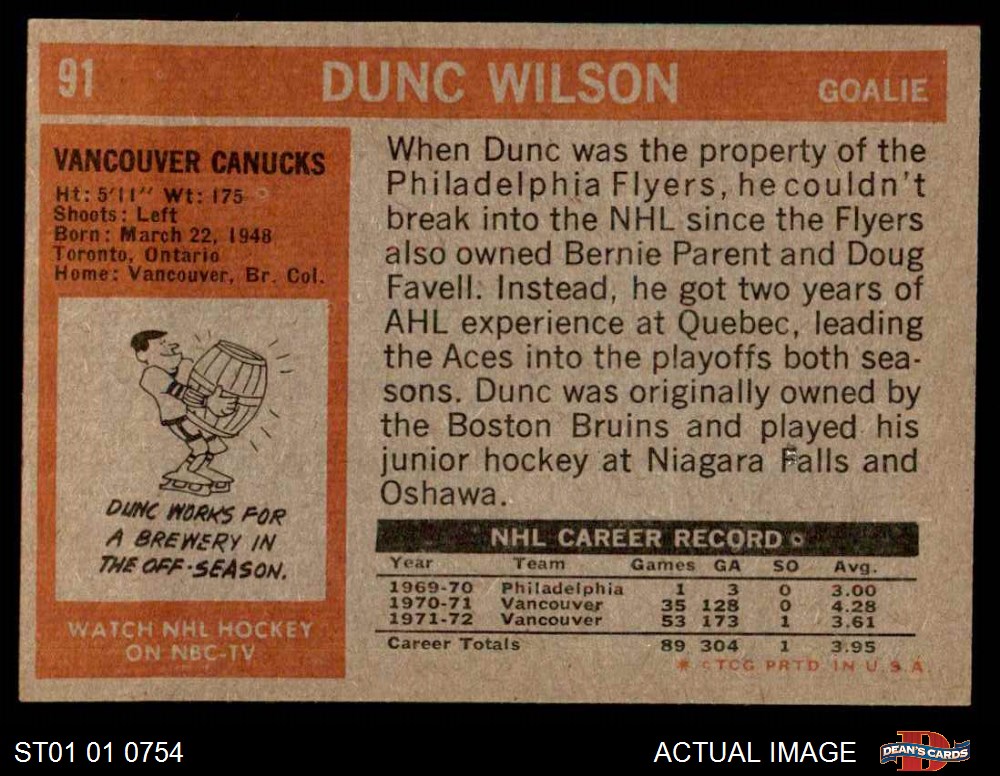 91 DUNC WILSON GOALIE
VANCOUVER CANUCKS
Ht: 5'11" Wt: 175
Shoots: Left
Born: March 22, 1948
Toronto, Ontario
Home: Vancouver, Br. Col.
DUNC WORKS FOR
A BREWERY IN
THE OFF-SEASON.
WATCH NHL HOCKEY
ON NBC-TV
When Dunc was the property of the
Philadelphia Flyers, he couldn't
break into the NHL since the Flyers
also owned Bernie Parent and Doug
Favell. Instead, he got two years of
AHL experience at Quebec, leading
the Aces into the playoffs both sea-
sons. Dunc was originally owned by
the Boston Bruins and played his
junior hockey at Niagara Falls and
Oshawa.
NHL CAREER RECORD
Year Team Games GA SO Avg.
1969-70 Philadelphia 1 3 0 3.00
1970-71 Vancouver 35 128 0 4.28
1971-72 Vancouver 53 173 1 3.61
Career Totals 89 304 1 3.95
* © TCG PRTD. IN U.S.A.
ST01 01 0754
ACTUAL IMAGE
D
DEAN'S CARDS